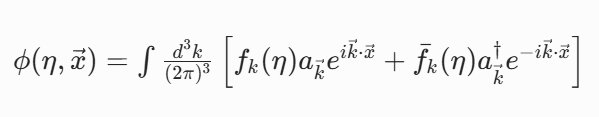 $\phi(\eta, \vec{x}) = \int \frac{d^3k}{(2\pi)^3} \left[ f_k(\eta) a_{\vec{k}} e^{i\vec{k}\cdot\vec{x}} + \bar{f}_k(\eta) a^{\dagger}_{\vec{k}} e^{-i\vec{k}\cdot\vec{x}} \right]$